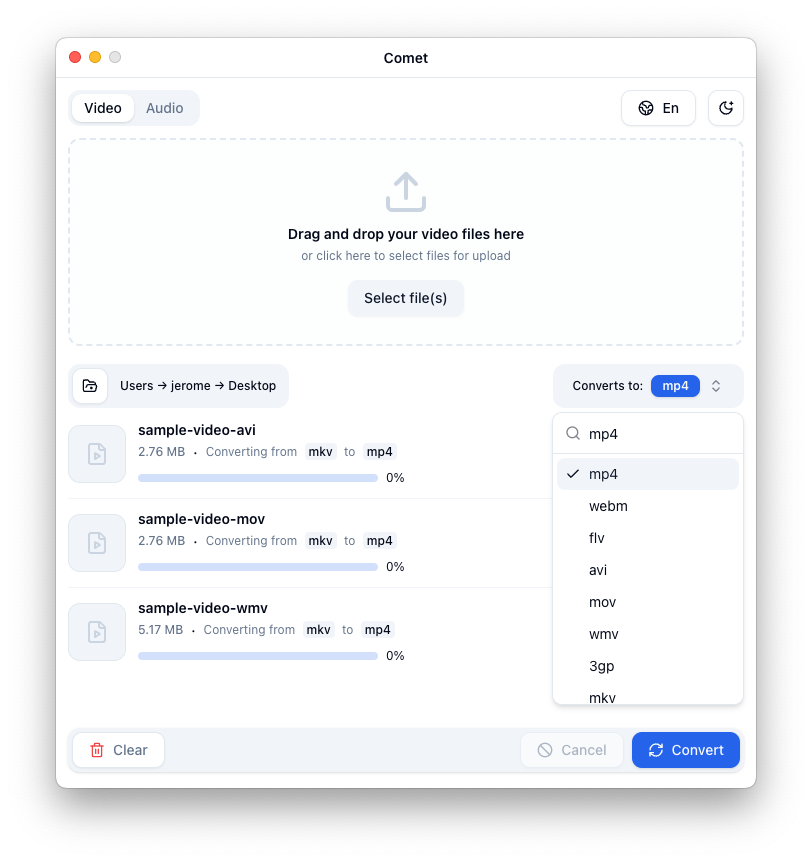 Comet
Video Audio En
Drag and drop your video files here
or click here to select files for upload
Select file(s)
Users → jerome → Desktop
Converts to: mp4
mp4
mp4
webm
flv
avi
mov
wmv
3gp
mkv
sample-video-avi
2.76 MB • Converting from mkv to mp4
0%
sample-video-mov
2.76 MB • Converting from mkv to mp4
0%
sample-video-wmv
5.17 MB • Converting from mkv to mp4
0%
Clear Cancel Convert